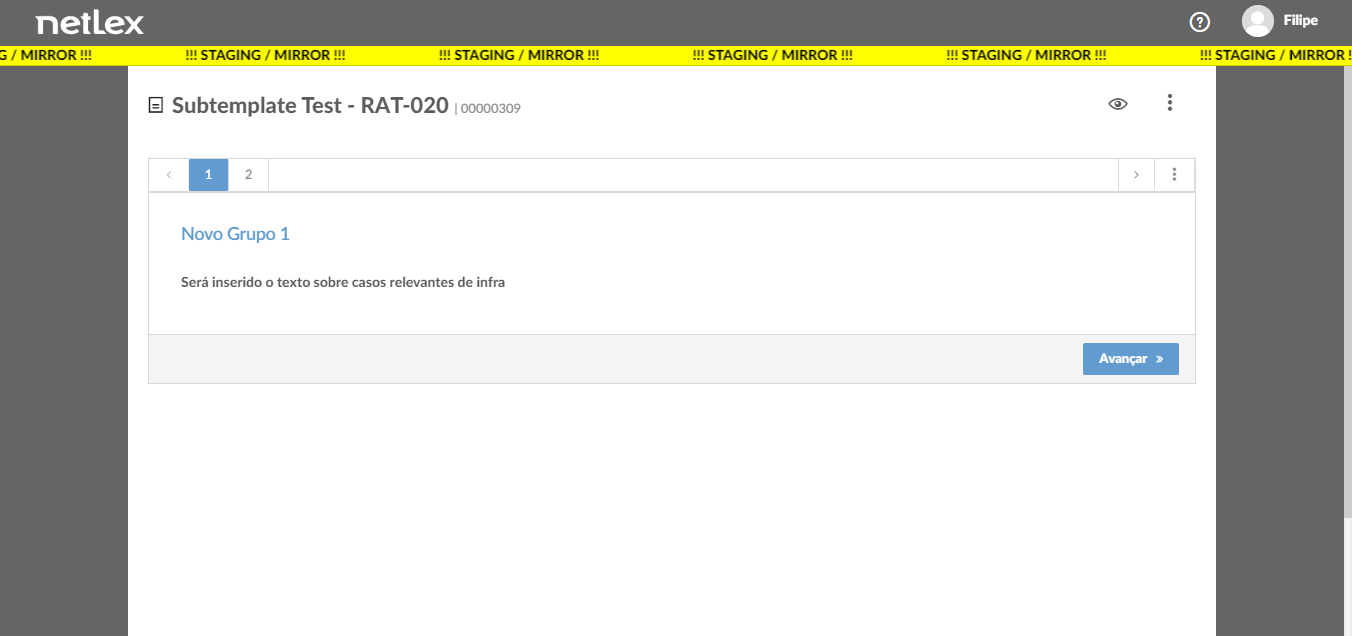 netLex
? Filipe
G / MIRROR !!! !!! STAGING / MIRROR !!! !!! STAGING / MIRROR !!! !!! STAGING / MIRROR !!! !!! STAGING / MIRROR !!! !!! STAGING / MIRROR !
Subtemplate Test - RAT-020 | 00000309
‹ 1 2 ›
Novo Grupo 1
Será inserido o texto sobre casos relevantes de infra
Avançar »